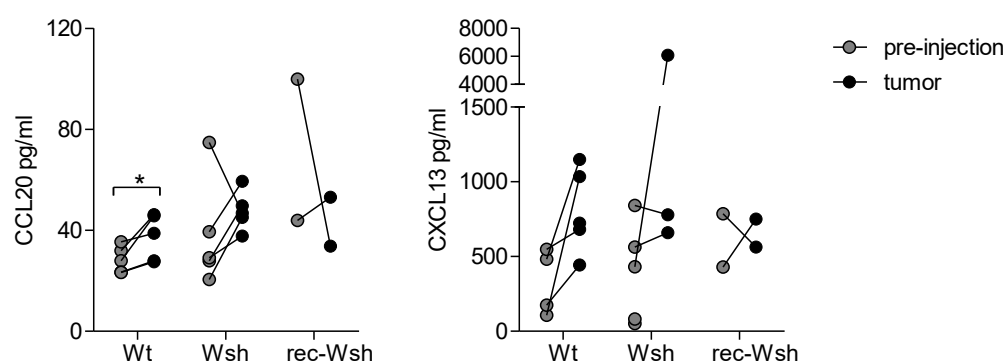 CCL20 pg/ml
120
80
40
0
*
Wt
Wsh
rec-Wsh
CXCL13 pg/ml
8000
6000
4000
1500
1000
500
0
Wt
Wsh
rec-Wsh
pre-injection
tumor